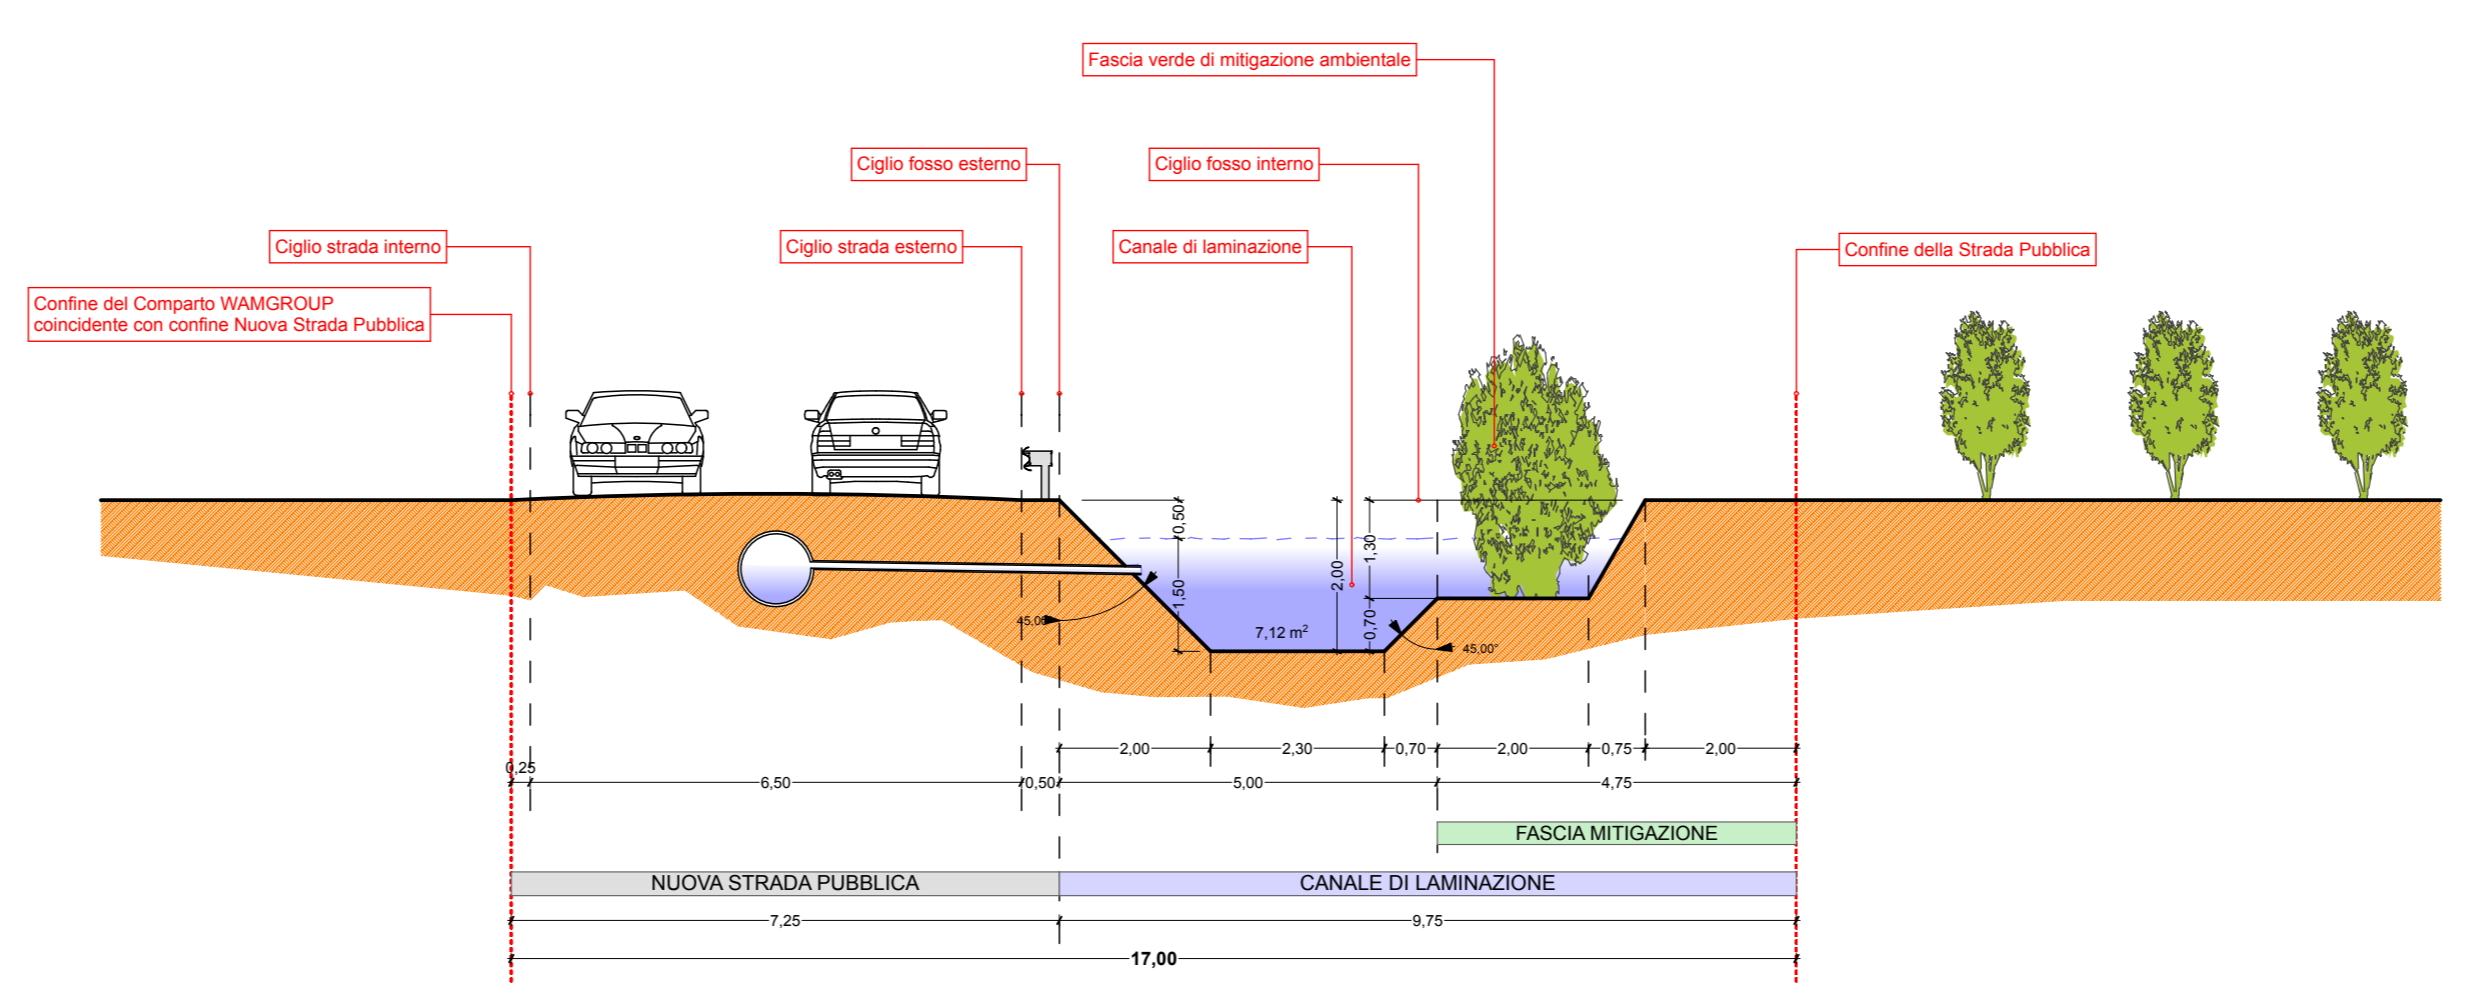 Fascia verde di mitigazione ambientale
Ciglio fosso esterno
Ciglio fosso interno
Ciglio strada interno
Ciglio strada esterno
Canale di laminazione
Confine della Strada Pubblica
Confine del Comparto WAMGROUP
coincidente con confine Nuova Strada Pubblica
0,50
1,50
2,00
1,30
0,70
45,00°
7,12 m²
45,00°
2,00
2,30
0,70
2,00
0,75
2,00
0,25
6,50
0,50
5,00
4,75
FASCIA MITIGAZIONE
NUOVA STRADA PUBBLICA
CANALE DI LAMINAZIONE
7,25
9,75
17,00